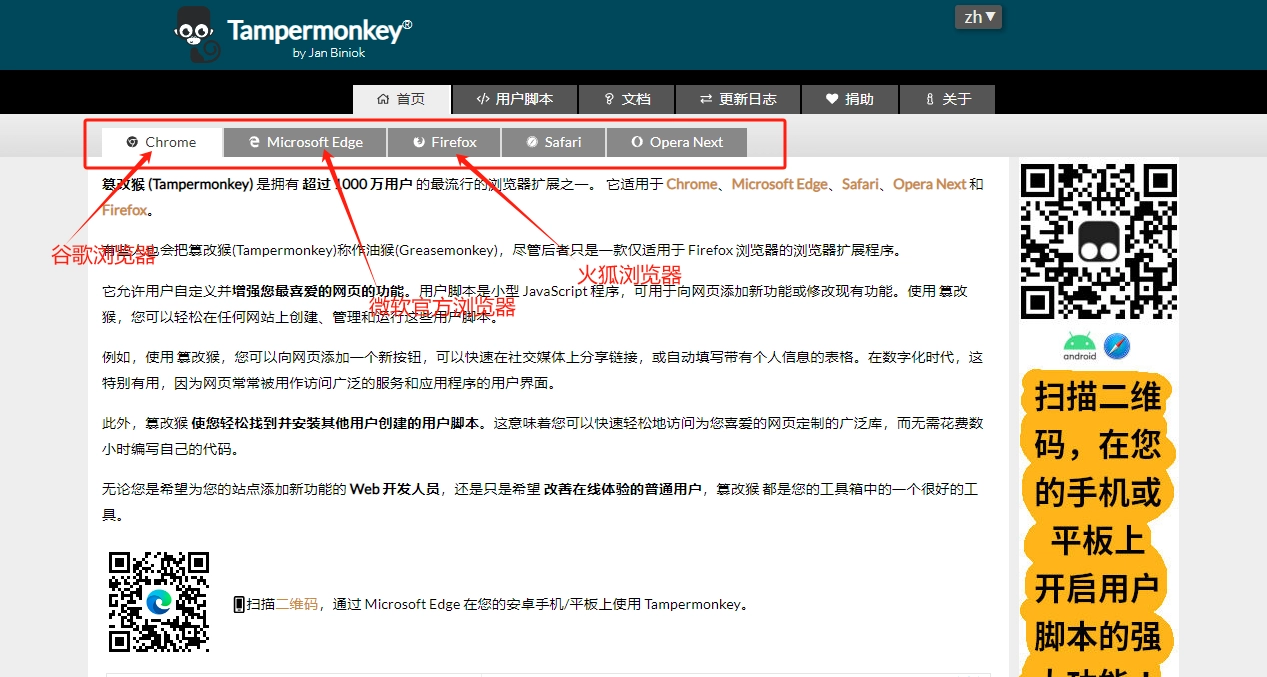 Tampermonkey®
by Jan Biniok
zh▼
首页
用户脚本
文档
更新日志
捐助
关于
Chrome
Microsoft Edge
Firefox
Safari
Opera Next
篡改猴 (Tampermonkey) 是拥有 超过 1000 万用户 的最流行的浏览器扩展之一。 它适用于 Chrome、Microsoft Edge、Safari、Opera Next 和
Firefox。
有些人也会把篡改猴(Tampermonkey)称作油猴(Greasemonkey)，尽管后者只是一款仅适用于 Firefox 浏览器的浏览器扩展程序。
谷歌浏览器
火狐浏览器
它允许用户自定义并增强您最喜爱的网页的功能。用户脚本是小型 JavaScript 程序，可用于向网页添加新功能或修改现有功能。使用 篡改
微软官方浏览器
猴，您可以轻松在任何网站上创建、管理和运行这些用户脚本。
例如，使用 篡改猴，您可以向网页添加一个新按钮，可以快速在社交媒体上分享链接，或自动填写带有个人信息的表格。在数字化时代，这
特别有用，因为网页常常被用作访问广泛的服务和应用程序的用户界面。
此外，篡改猴 使您轻松找到并安装其他用户创建的用户脚本。这意味着您可以快速轻松地访问为您喜爱的网页定制的广泛库，而无需花费数
小时编写自己的代码。
无论您是希望为您的站点添加新功能的 Web 开发人员，还是只是希望 改善在线体验的普通用户，篡改猴 都是您的工具箱中的一个很好的工
具。
扫描二维码，通过 Microsoft Edge 在您的安卓手机/平板上使用 Tampermonkey。
android
扫描二维
码，在您
的手机或
平板上
开启用户
脚本的强